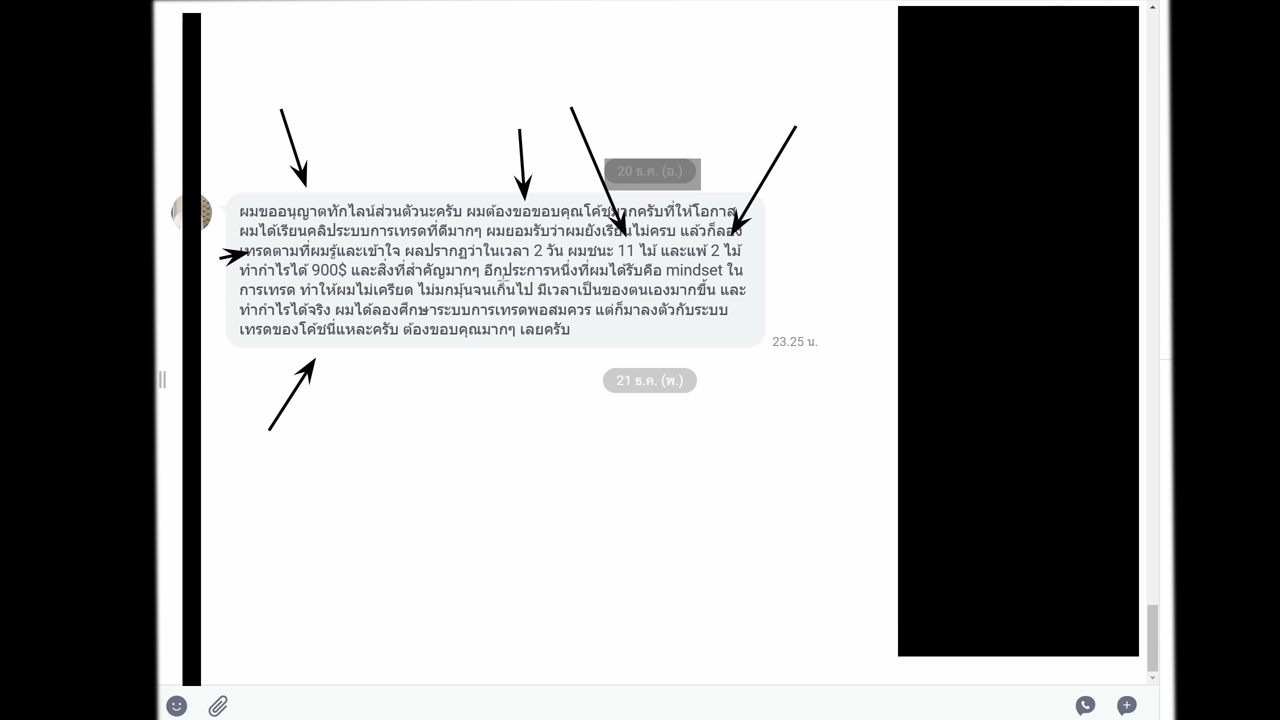 20 ธ.ค. (อ.)
ผมขออนุญาตทักไลน์ส่วนตัวนะครับ ผมต้องขอขอบคุณโค้ชมากครับที่ให้โอกาส
ผมได้เรียนคลิประบบการเทรดที่ดีมากๆ ผมยอมรับว่าผมยังเรียนไม่ครบ แล้วก็ลอง
เทรดตามที่ผมรู้และเข้าใจ ผลปรากฏว่าในเวลา 2 วัน ผมชนะ 11 ไม้ และแพ้ 2 ไม้
ทำกำไรได้ 900$ และสิ่งที่สำคัญมากๆ อีกประการหนึ่งที่ผมได้รับคือ mindset ใน
การเทรด ทำให้ผมไม่เครียด ไม่มกมุ้นจนเกิ๊นไป มีเวลาเป็นของตนเองมากขึ้น และ
ทำกำไรได้จริง ผมได้ลองศึกษาระบบการเทรดพอสมควร แต่ก็มาลงตัวกับระบบ
เทรดของโค้ชนี่แหละครับ ต้องขอบคุณมากๆ เลยครับ
23.25 น.
21 ธ.ค. (พ.)